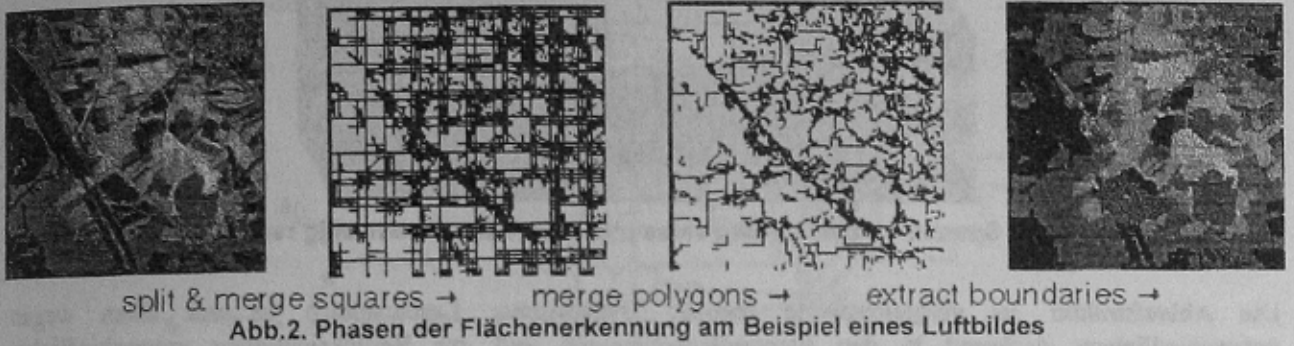 split & merge squares → merge polygons → extract boundaries →
Abb.2. Phasen der Flächenerkennung am Beispiel eines Luftbildes